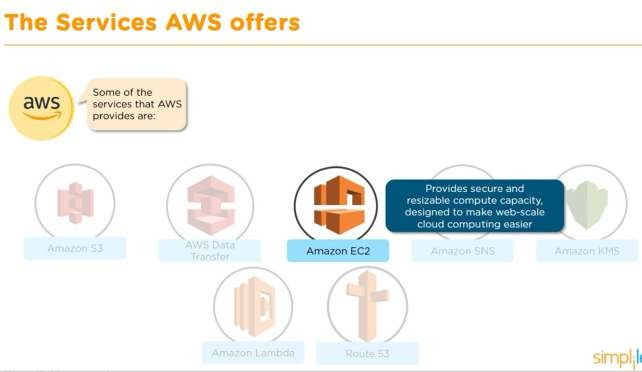 The Services AWS offers
aws
Some of the
services that AWS
provides are:
Provides secure and
resizable compute capacity,
designed to make web-scale
cloud computing easier
Amazon S3
AWS Data
Transfer
Amazon EC2
Amazon SNS
Amazon KMS
Amazon Lambda
Route 53
simplile